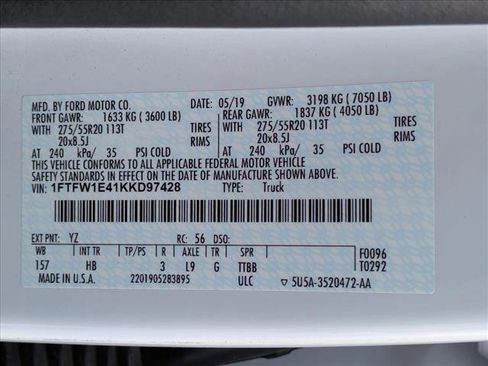 MFD. BY FORD MOTOR CO. 05/19 GVWR: 3198 KG ( 7050 LB)
FRONT GAWR: 1633 KG ( 3600 LB) REAR GAWR: 1837 KG ( 4050 LB)
WITH 275/55R20 113T TIRES WITH 275/55R20 113T TIRES
20x8.5J RIMS 20x8.5J RIMS
AT 240 kPa/ 35 PSI COLD AT 240 kPa/ 35 PSI COLD
THIS VEHICLE CONFORMS TO ALL APPLICABLE FEDERAL MOTOR VEHICLE
SAFETY STANDARDS IN EFFECT ON THE DATE OF MANUFACTURE SHOWN ABOVE.
VIN: 1FTFW1E41KKD97428 TYPE: Truck
EXT PNT: YZ RC: 56 DSO:
WB INT TR TP/PS R AXLE TR SPR F0096
157 HB 3 L9 G TTBB T0292
MADE IN U.S.A. 2201905283895 ULC ▽ 5U5A-3520472-AA